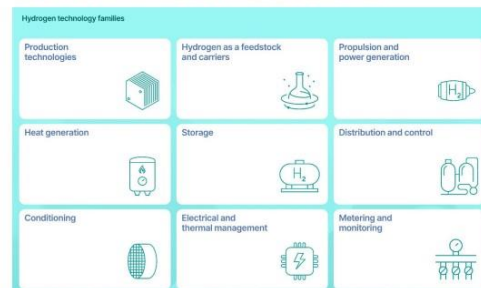 Hydrogen technology families
Production
technologies
Hydrogen as a feedstock
and carriers
Propulsion and
power generation
H₂
Heat generation
Storage
H₂
Distribution and control
Conditioning
Electrical and
thermal management
Metering and
monitoring